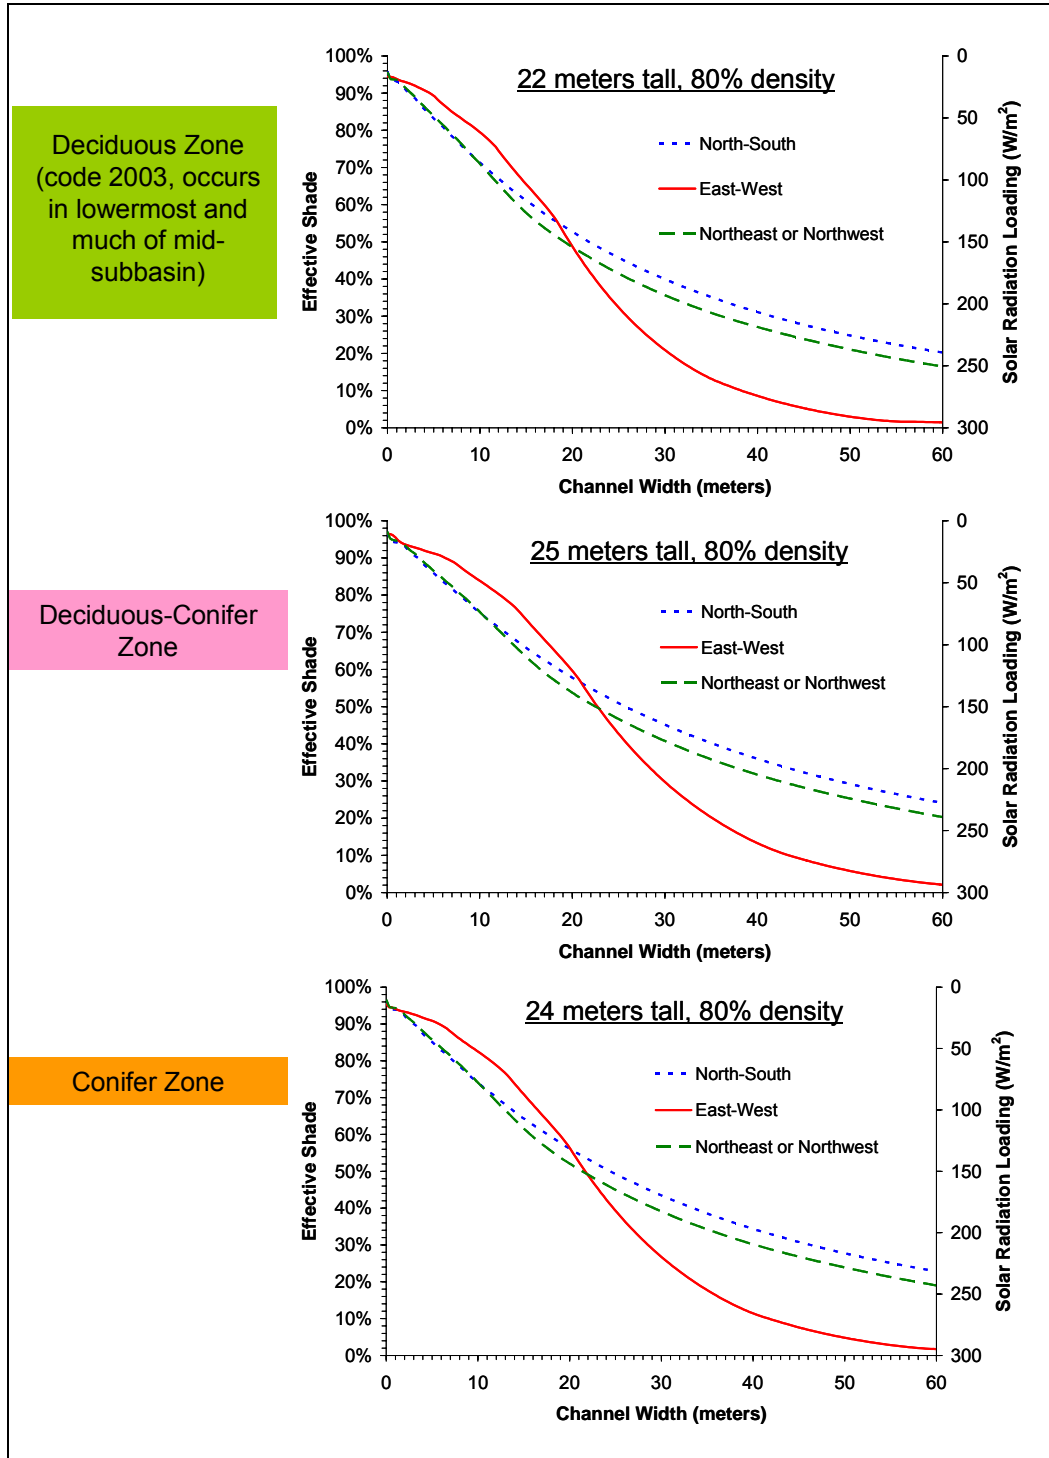 Deciduous Zone
(code 2003, occurs
in lowermost and
much of mid-
subbasin)
22 meters tall, 80% density
North-South
East-West
Northeast or Northwest
Effective Shade
100%
90%
80%
70%
60%
50%
40%
30%
20%
10%
0%
0
50
100
150
200
250
300
Solar Radiation Loading (W/m²)
0 10 20 30 40 50 60
Channel Width (meters)
Deciduous-Conifer
Zone
25 meters tall, 80% density
North-South
East-West
Northeast or Northwest
Effective Shade
100%
90%
80%
70%
60%
50%
40%
30%
20%
10%
0%
0
50
100
150
200
250
300
Solar Radiation Loading (W/m²)
0 10 20 30 40 50 60
Channel Width (meters)
Conifer Zone
24 meters tall, 80% density
North-South
East-West
Northeast or Northwest
Effective Shade
100%
90%
80%
70%
60%
50%
40%
30%
20%
10%
0%
0
50
100
150
200
250
300
Solar Radiation Loading (W/m²)
0 10 20 30 40 50 60
Channel Width (meters)